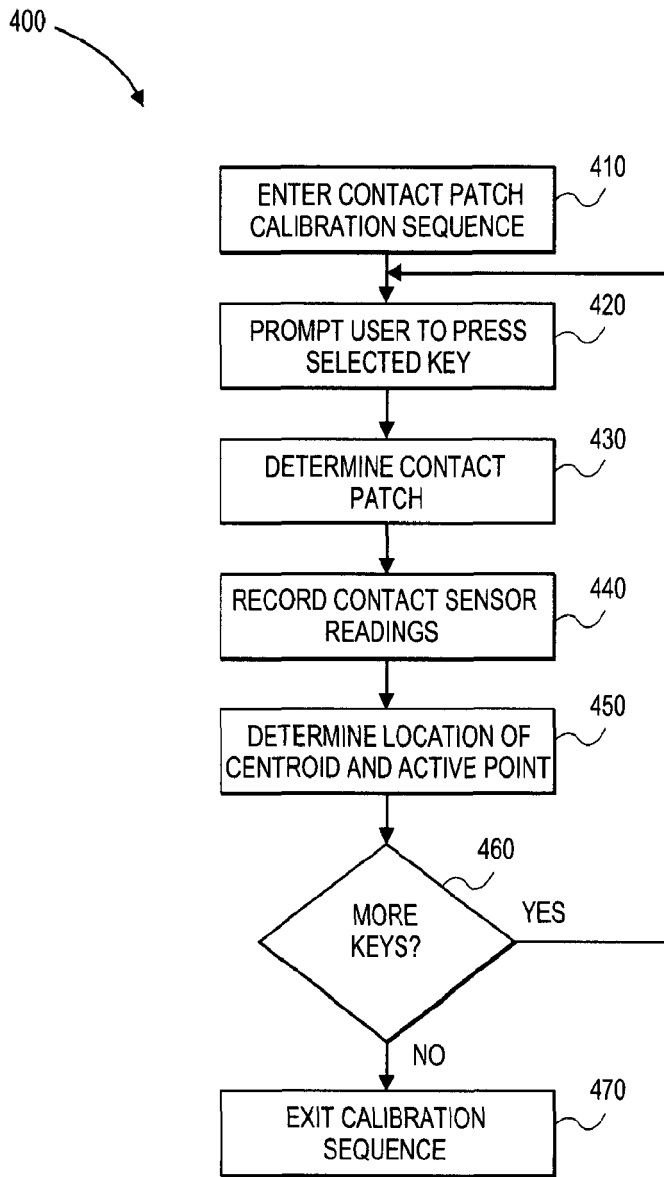 400
410
ENTER CONTACT PATCH
CALIBRATION SEQUENCE
420
PROMPT USER TO PRESS
SELECTED KEY
430
DETERMINE CONTACT
PATCH
440
RECORD CONTACT SENSOR
READINGS
450
DETERMINE LOCATION OF
CENTROID AND ACTIVE POINT
460
MORE
KEYS?
YES
NO
470
EXIT CALIBRATION
SEQUENCE